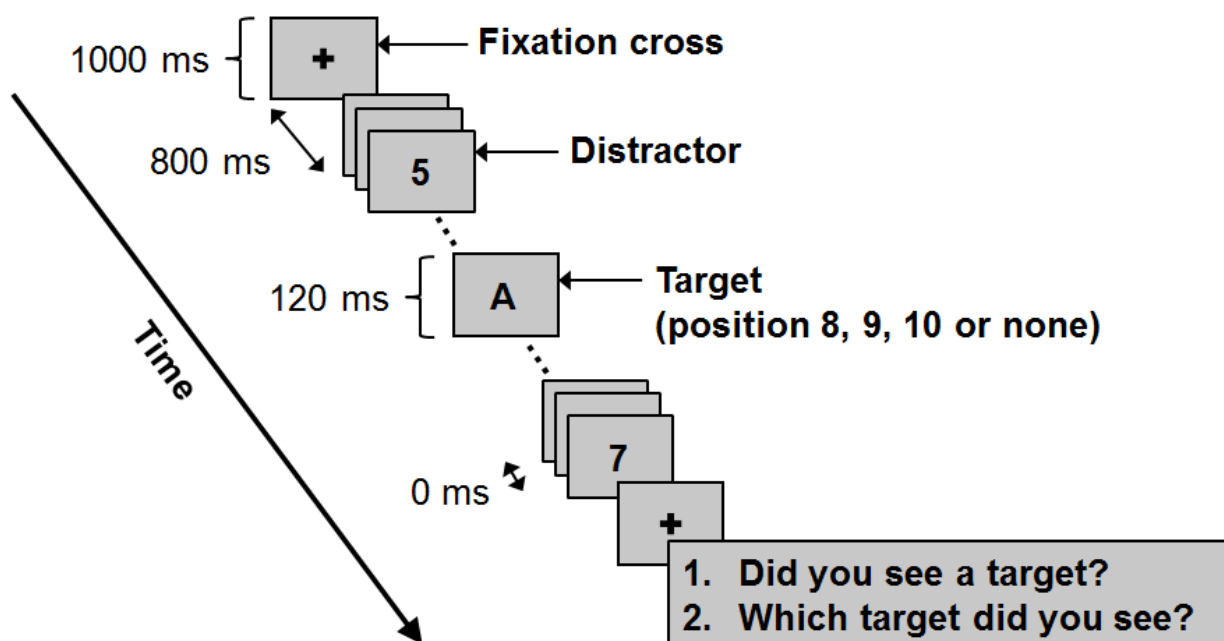 1000 ms
+
Fixation cross
800 ms
5
Distractor
120 ms
A
Target
(position 8, 9, 10 or none)
Time
7
0 ms
+
1. Did you see a target?
2. Which target did you see?